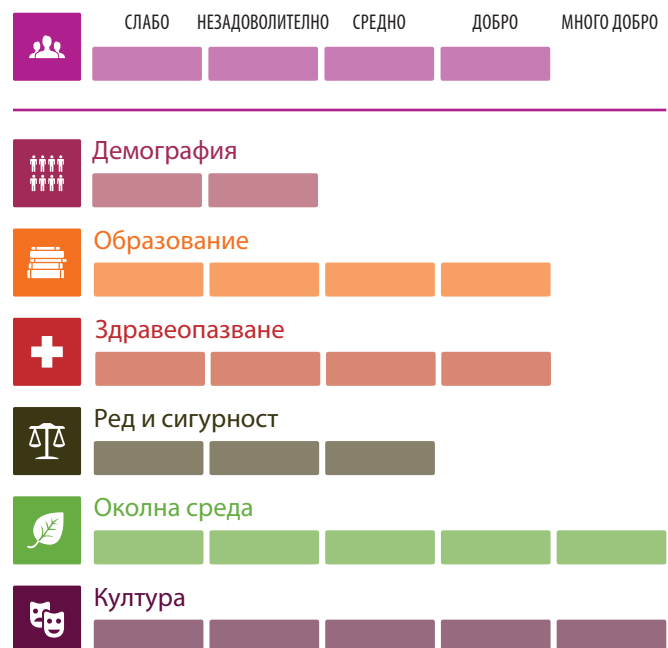 СЛАБО НЕЗАДОВОЛИТЕЛНО СРЕДНО ДОБРО МНОГО ДОБРО
Демография
Образование
Здравеопазване
Ред и сигурност
Околна среда
Култура